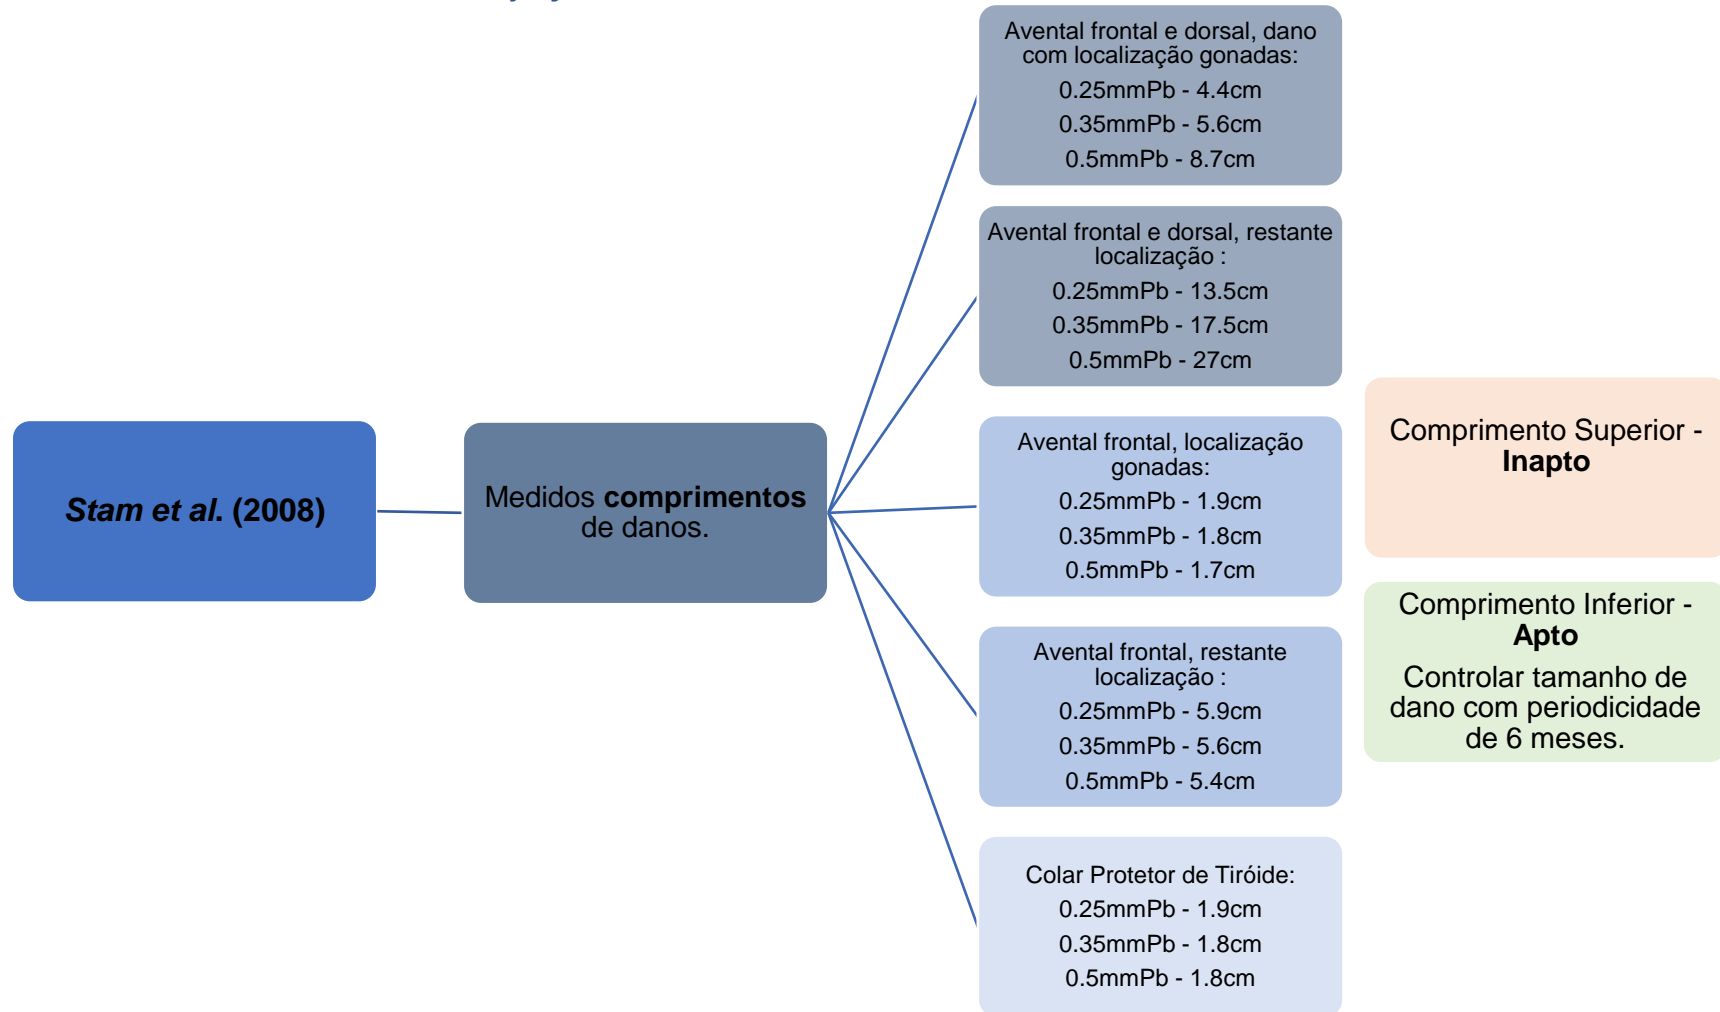 Stam et al. (2008)
Medidos comprimentos
de danos.
Avental frontal e dorsal, dano
com localização gonadas:
0.25mmPb - 4.4cm
0.35mmPb - 5.6cm
0.5mmPb - 8.7cm
Avental frontal e dorsal, restante
localização :
0.25mmPb - 13.5cm
0.35mmPb - 17.5cm
0.5mmPb - 27cm
Avental frontal, localização
gonadas:
0.25mmPb - 1.9cm
0.35mmPb - 1.8cm
0.5mmPb - 1.7cm
Avental frontal, restante
localização :
0.25mmPb - 5.9cm
0.35mmPb - 5.6cm
0.5mmPb - 5.4cm
Colar Protetor de Tiróide:
0.25mmPb - 1.9cm
0.35mmPb - 1.8cm
0.5mmPb - 1.8cm
Comprimento Superior -
Inapto
Comprimento Inferior -
Apto
Controlar tamanho de
dano com periodicidade
de 6 meses.